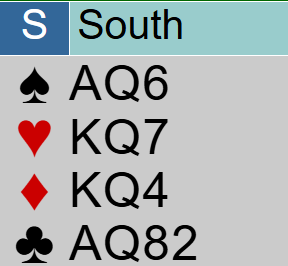 S South
♠ AQ6
♥ KQ7
♦ KQ4
♣ AQ82